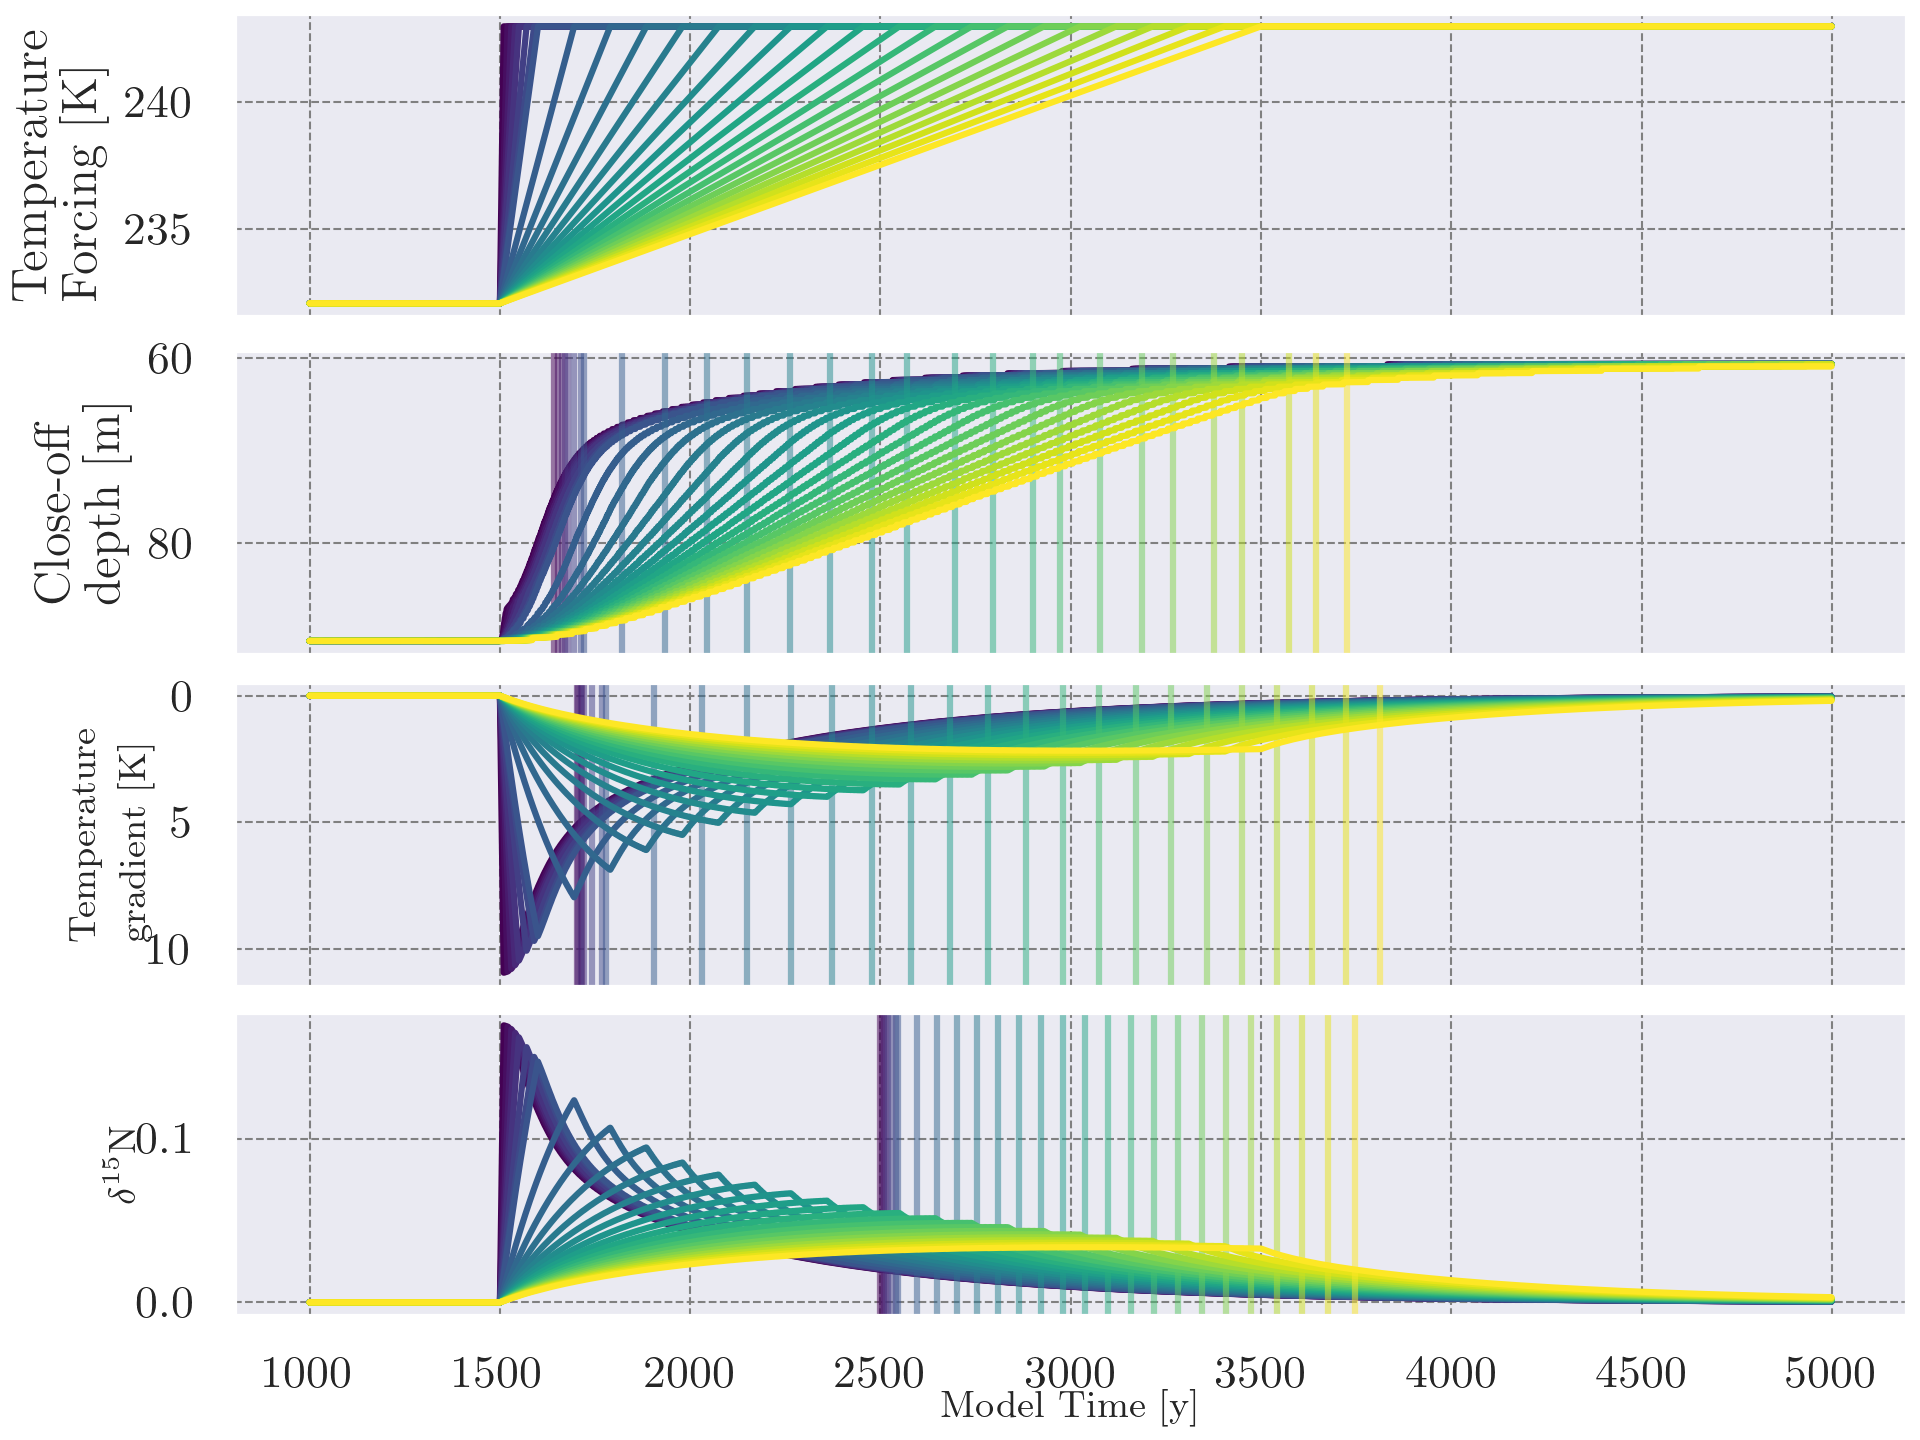 Temperature
Forcing [K]
240
235
Close-off
depth [m]
60
80
Temperature
gradient [K]
0
5
10
δ¹⁵N
0.1
0.0
1000 1500 2000 2500 3000 3500 4000 4500 5000
Model Time [y]